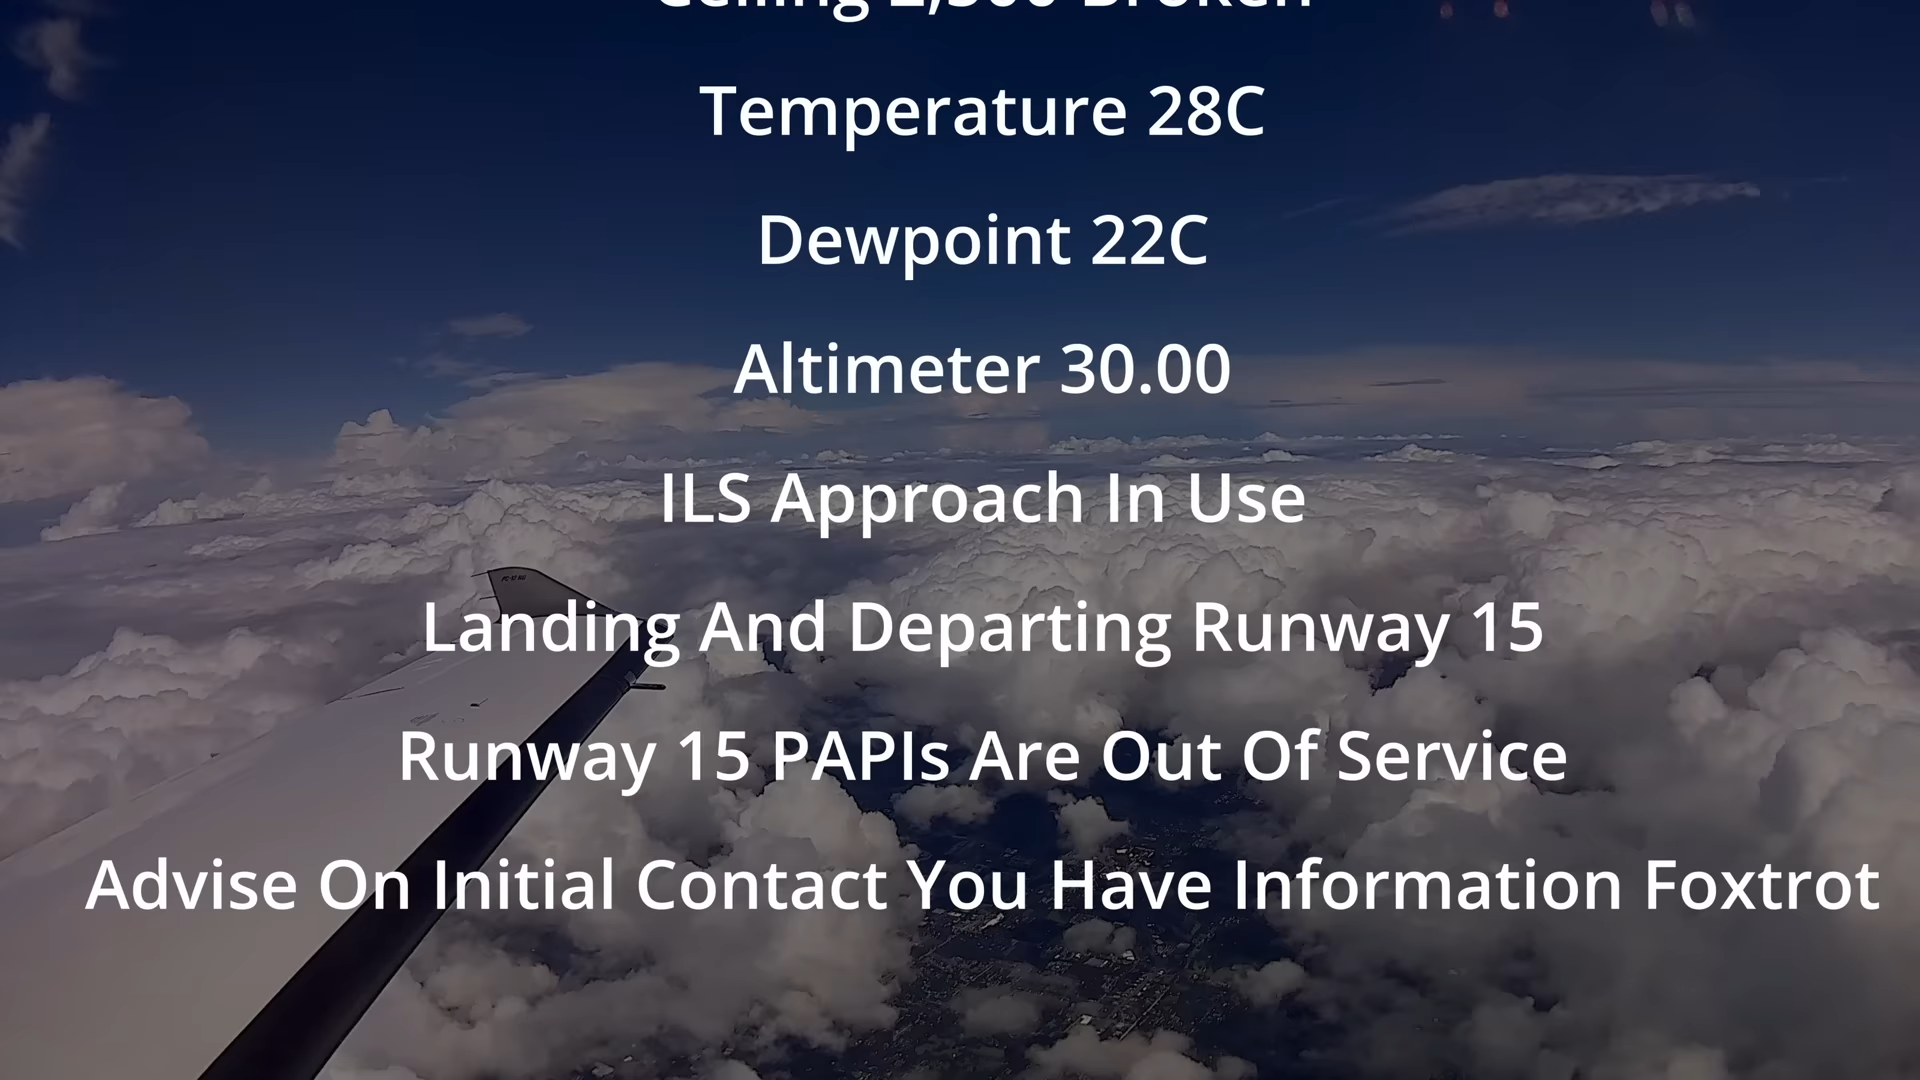 Temperature 28C
Dewpoint 22C
Altimeter 30.00
ILS Approach In Use
Landing And Departing Runway 15
Runway 15 PAPIs Are Out Of Service
Advise On Initial Contact You Have Information Foxtrot